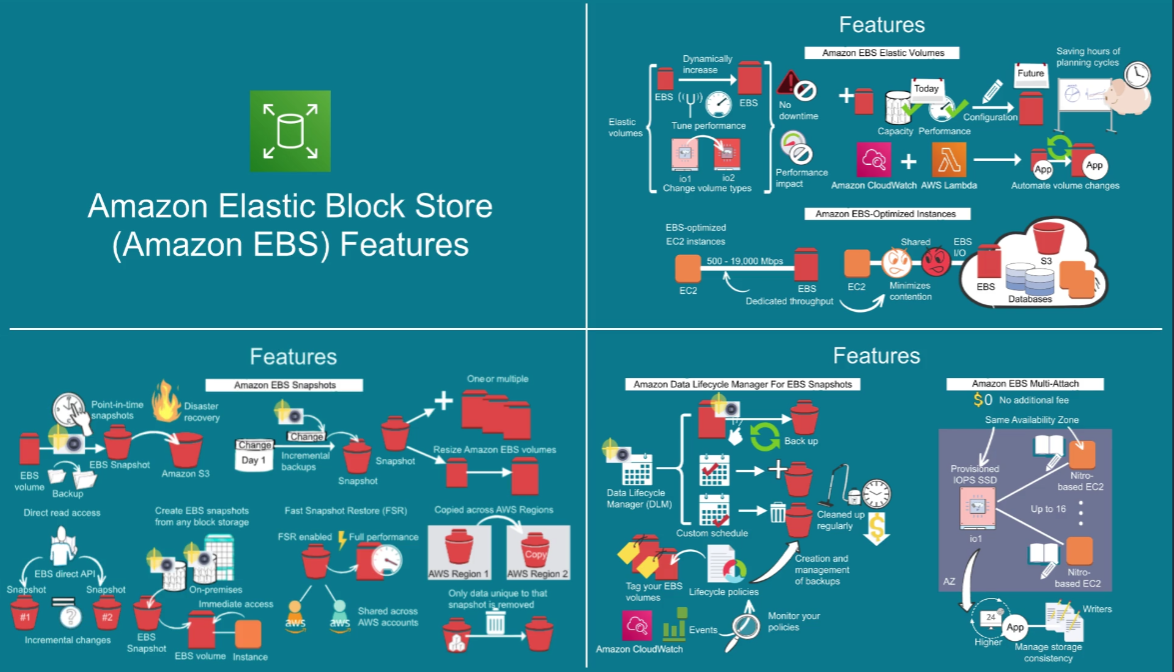 Amazon Elastic Block Store
(Amazon EBS) Features
Features
Amazon EBS Elastic Volumes
Elastic
volumes
Dynamically
increase
EBS
EBS
Tune performance
io1
io2
Change volume types
No
downtime
Performance
impact
Today
Capacity
Performance
Configuration
Future
Saving hours of
planning cycles
Amazon CloudWatch
+
AWS Lambda
App
App
Automate volume changes
Amazon EBS-Optimized Instances
EBS-optimized
EC2 instances
500 - 19,000 Mbps
EC2
EBS
Dedicated throughput
EC2
Shared
Minimizes
contention
EBS
I/O
EBS
S3
Databases
Features
Amazon EBS Snapshots
Point-in-time
snapshots
Disaster
recovery
EBS
volume
EBS Snapshot
Amazon S3
Backup
Change
Day 1
Change
Incremental
backups
Snapshot
Snapshot
One or multiple
+
Resize Amazon EBS volumes
Direct read access
EBS direct API
Snapshot
Snapshot
#1
?
#2
Incremental changes
Create EBS snapshots
from any block storage
On-premises
Immediate access
EBS
Snapshot
EBS volume
Instance
Fast Snapshot Restore (FSR)
FSR enabled
Full performance
aws
aws
Shared across
AWS accounts
Copied across AWS Regions
Copy
AWS Region 1
AWS Region 2
Only data unique to that
snapshot is removed
Features
Amazon Data Lifecycle Manager For EBS Snapshots
Data Lifecycle
Manager (DLM)
Back up
+
Custom schedule
Cleaned up
regularly
$
Creation and
management
of backups
Tag your EBS
volumes
Lifecycle policies
Amazon CloudWatch
Events
Monitor your
policies
Amazon EBS Multi-Attach
$0 No additional fee
Same Availability Zone
Provisioned
IOPS SSD
io1
Nitro-
based EC2
Up to 16
Nitro-
based EC2
AZ
24
Higher
App
Writers
Manage storage
consistency